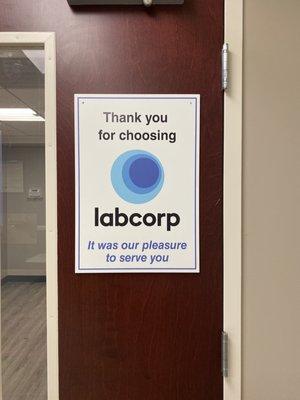 Thank you
for choosing
labcorp
It was our pleasure
to serve you